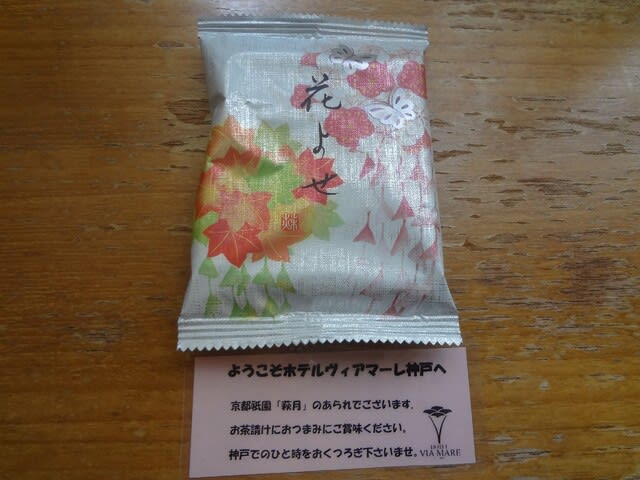 花よせ
ようこそホテルヴィアマーレ神戸へ
京都祇園「萩月」のあられでございます.
お茶請けにおつまみにご賞味ください。
神戸でのひと時をおくつろぎ下さいませ。
HOTEL
VIA MARE